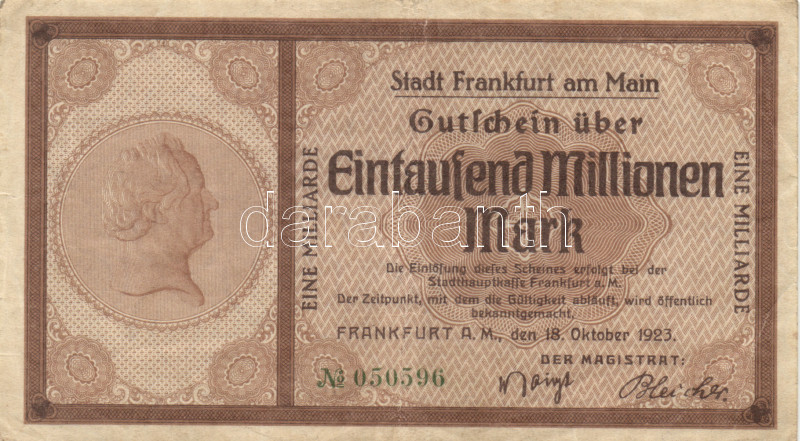 Stadt Frankfurt am Main
Gutschein über
Eintausend Millionen
Mark
EINE MILLIARDE
EINE MILLIARDE
darabanth
Die Einlösung dieses Scheines erfolgt bei der
Stadthauptkasse Frankfurt a. M.
Der Zeitpunkt, mit dem die Gültigkeit abläuft, wird öffentlich
bekanntgemacht.
FRANKFURT A. M., den 18. Oktober 1923.
DER MAGISTRAT:
№ 050596
Voigt
Bleicher.